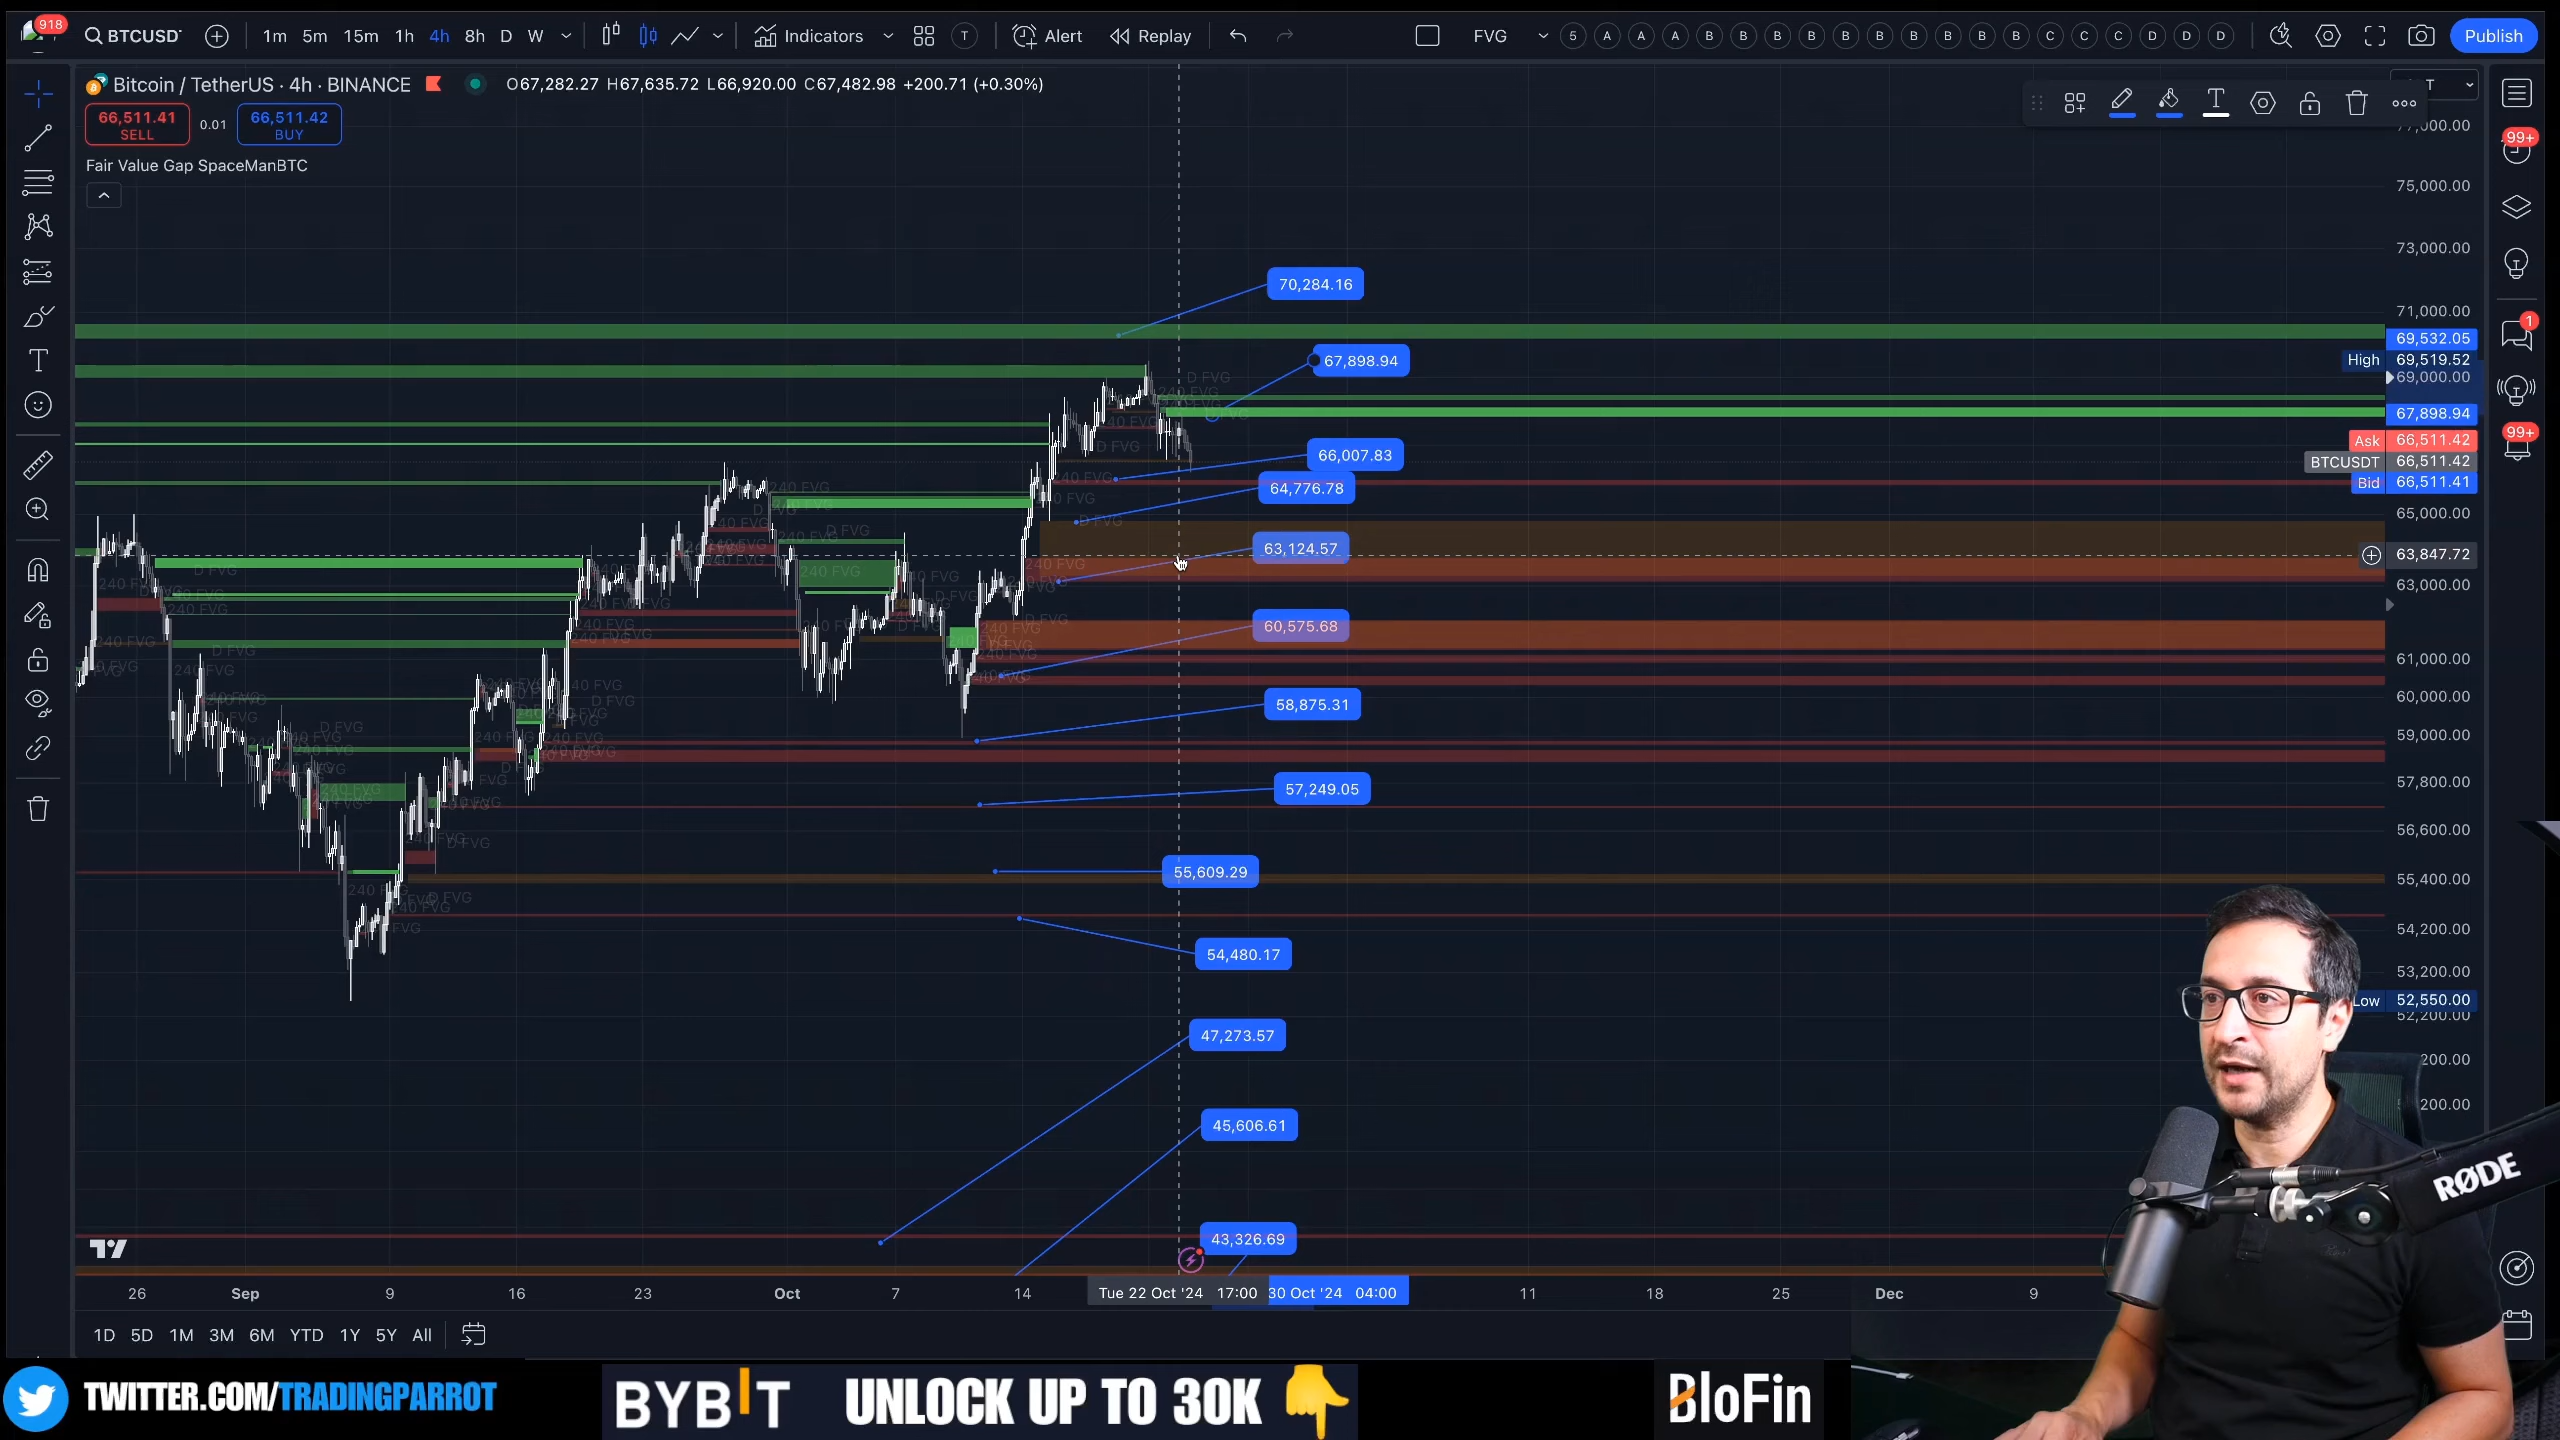 918
BTCUSD
1m 5m 15m 1h 4h 8h D W
Indicators
T
Alert
Replay
FVG
5 A A A B B B B B B B B B B C C C D D D
Publish
Bitcoin / TetherUS · 4h · BINANCE
O67,282.27 H67,635.72 L66,920.00 C67,482.98 +200.71 (+0.30%)
66,511.41
SELL
0.01
66,511.42
BUY
Fair Value Gap SpaceManBTC
99+
1
99+
75,000.00
73,000.00
71,000.00
69,532.05
High 69,519.52
69,000.00
67,898.94
Ask 66,511.42
BTCUSDT 66,511.42
Bid 66,511.41
65,000.00
63,847.72
63,000.00
61,000.00
60,000.00
59,000.00
57,800.00
56,600.00
55,400.00
54,200.00
53,200.00
Low 52,550.00
52,200.00
70,284.16
67,898.94
66,007.83
64,776.78
63,124.57
60,575.68
58,875.31
57,249.05
55,609.29
54,480.17
47,273.57
45,606.61
43,326.69
D FVG
240 FVG
26 Sep 9 16 23 Oct 7 14 Tue 22 Oct '24 17:00 30 Oct '24 04:00 11 18 25 Dec 9
1D 5D 1M 3M 6M YTD 1Y 5Y All
RØDE
TWITTER.COM/TRADINGPARROT
BYBIT
UNLOCK UP TO 30K
BloFin